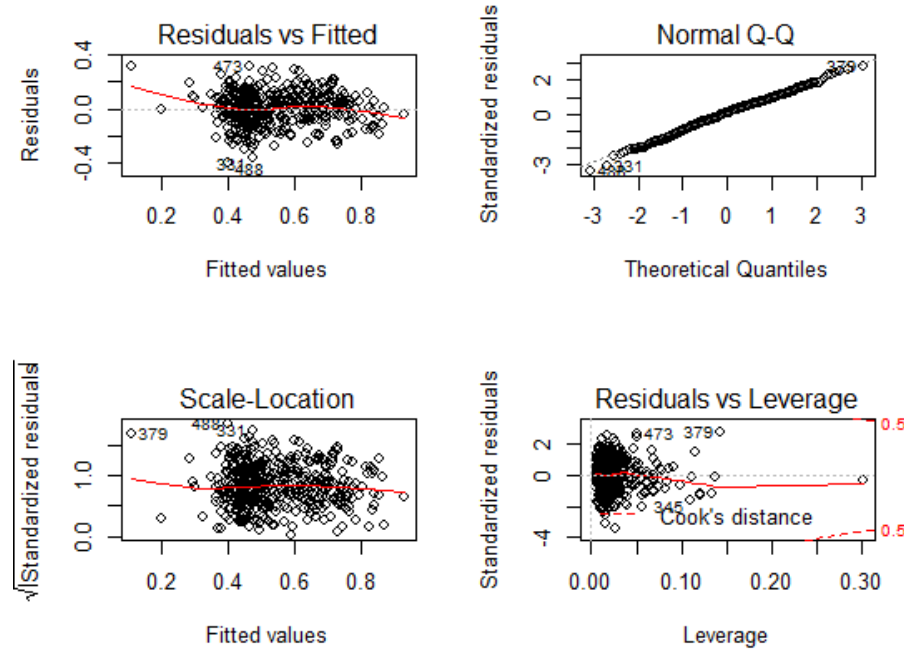 Residuals vs Fitted
Residuals
0.4
0.0
-0.4
473
331
488
0.2 0.4 0.6 0.8
Fitted values
Normal Q-Q
Standardized residuals
2
0
-3
379
331
-3 -2 -1 0 1 2 3
Theoretical Quantiles
Scale-Location
√|Standardized residuals|
1.0
0.0
379
488
331
0.2 0.4 0.6 0.8
Fitted values
Residuals vs Leverage
Standardized residuals
2
0
-4
473
379
345
Cook's distance
0.5
0.5
0.00 0.10 0.20 0.30
Leverage